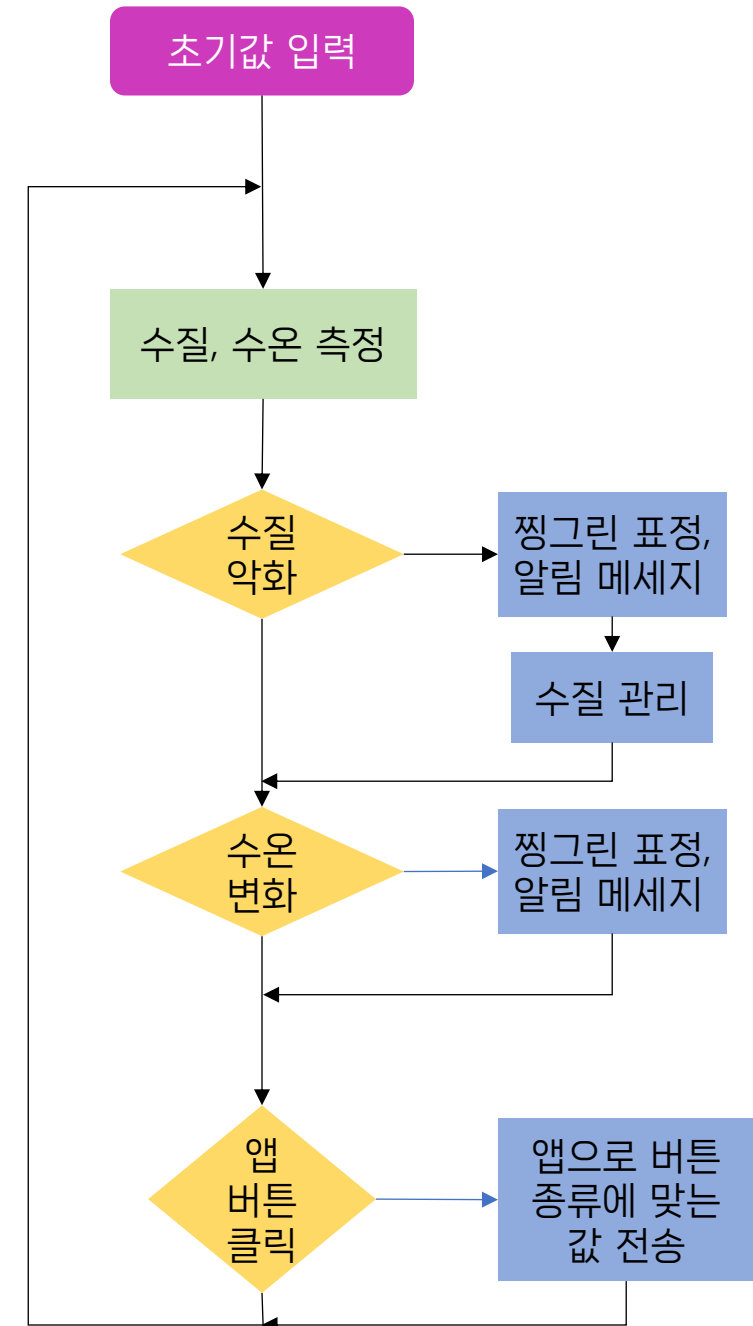 초기값 입력
수질, 수온 측정
수질
악화
찡그린 표정,
알림 메세지
수질 관리
수온
변화
찡그린 표정,
알림 메세지
앱
버튼
클릭
앱으로 버튼
종류에 맞는
값 전송